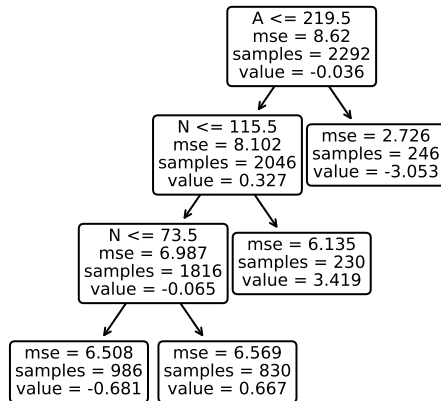 A <= 219.5
mse = 8.62
samples = 2292
value = -0.036
N <= 115.5
mse = 8.102
samples = 2046
value = 0.327
mse = 2.726
samples = 246
value = -3.053
N <= 73.5
mse = 6.987
samples = 1816
value = -0.065
mse = 6.135
samples = 230
value = 3.419
mse = 6.508
samples = 986
value = -0.681
mse = 6.569
samples = 830
value = 0.667